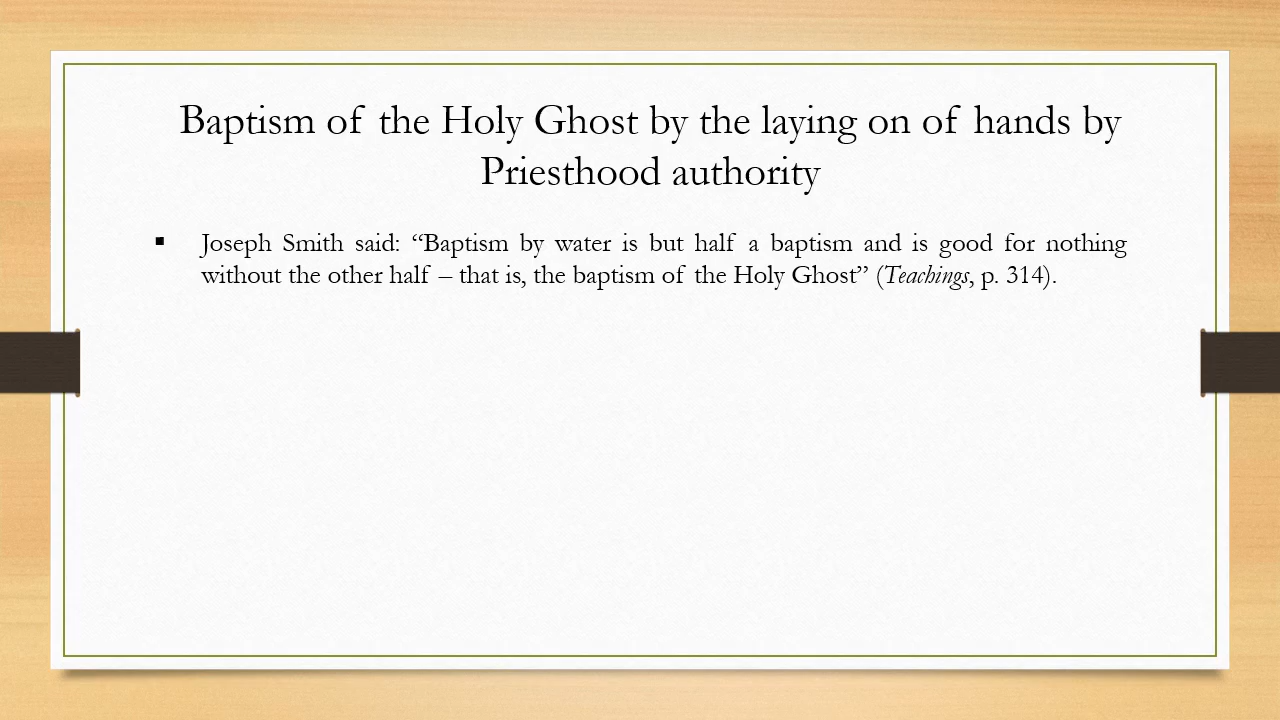 Baptism of the Holy Ghost by the laying on of hands by
Priesthood authority
▪ Joseph Smith said: “Baptism by water is but half a baptism and is good for nothing
without the other half – that is, the baptism of the Holy Ghost” (Teachings, p. 314).